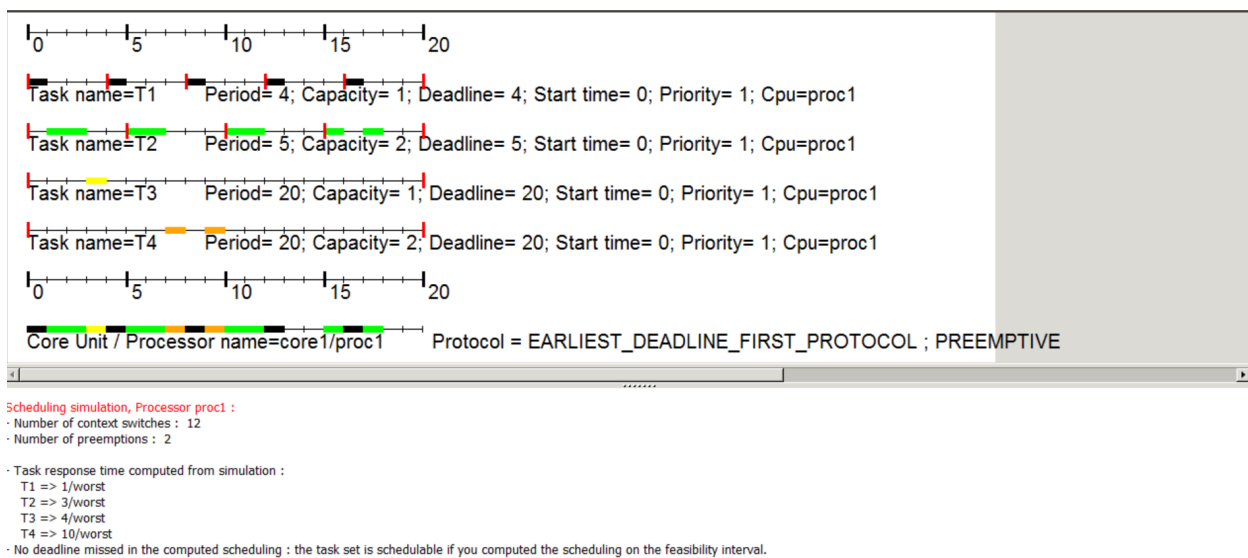 0 5 10 15 20
Task name=T1 Period= 4; Capacity= 1; Deadline= 4; Start time= 0; Priority= 1; Cpu=proc1
Task name=T2 Period= 5; Capacity= 2; Deadline= 5; Start time= 0; Priority= 1; Cpu=proc1
Task name=T3 Period= 20; Capacity= 1; Deadline= 20; Start time= 0; Priority= 1; Cpu=proc1
Task name=T4 Period= 20; Capacity= 2; Deadline= 20; Start time= 0; Priority= 1; Cpu=proc1
0 5 10 15 20
Core Unit / Processor name=core1/proc1 Protocol = EARLIEST_DEADLINE_FIRST_PROTOCOL ; PREEMPTIVE
Scheduling simulation, Processor proc1 :
- Number of context switches : 12
- Number of preemptions : 2
- Task response time computed from simulation :
T1 => 1/worst
T2 => 3/worst
T3 => 4/worst
T4 => 10/worst
- No deadline missed in the computed scheduling : the task set is schedulable if you computed the scheduling on the feasibility interval.